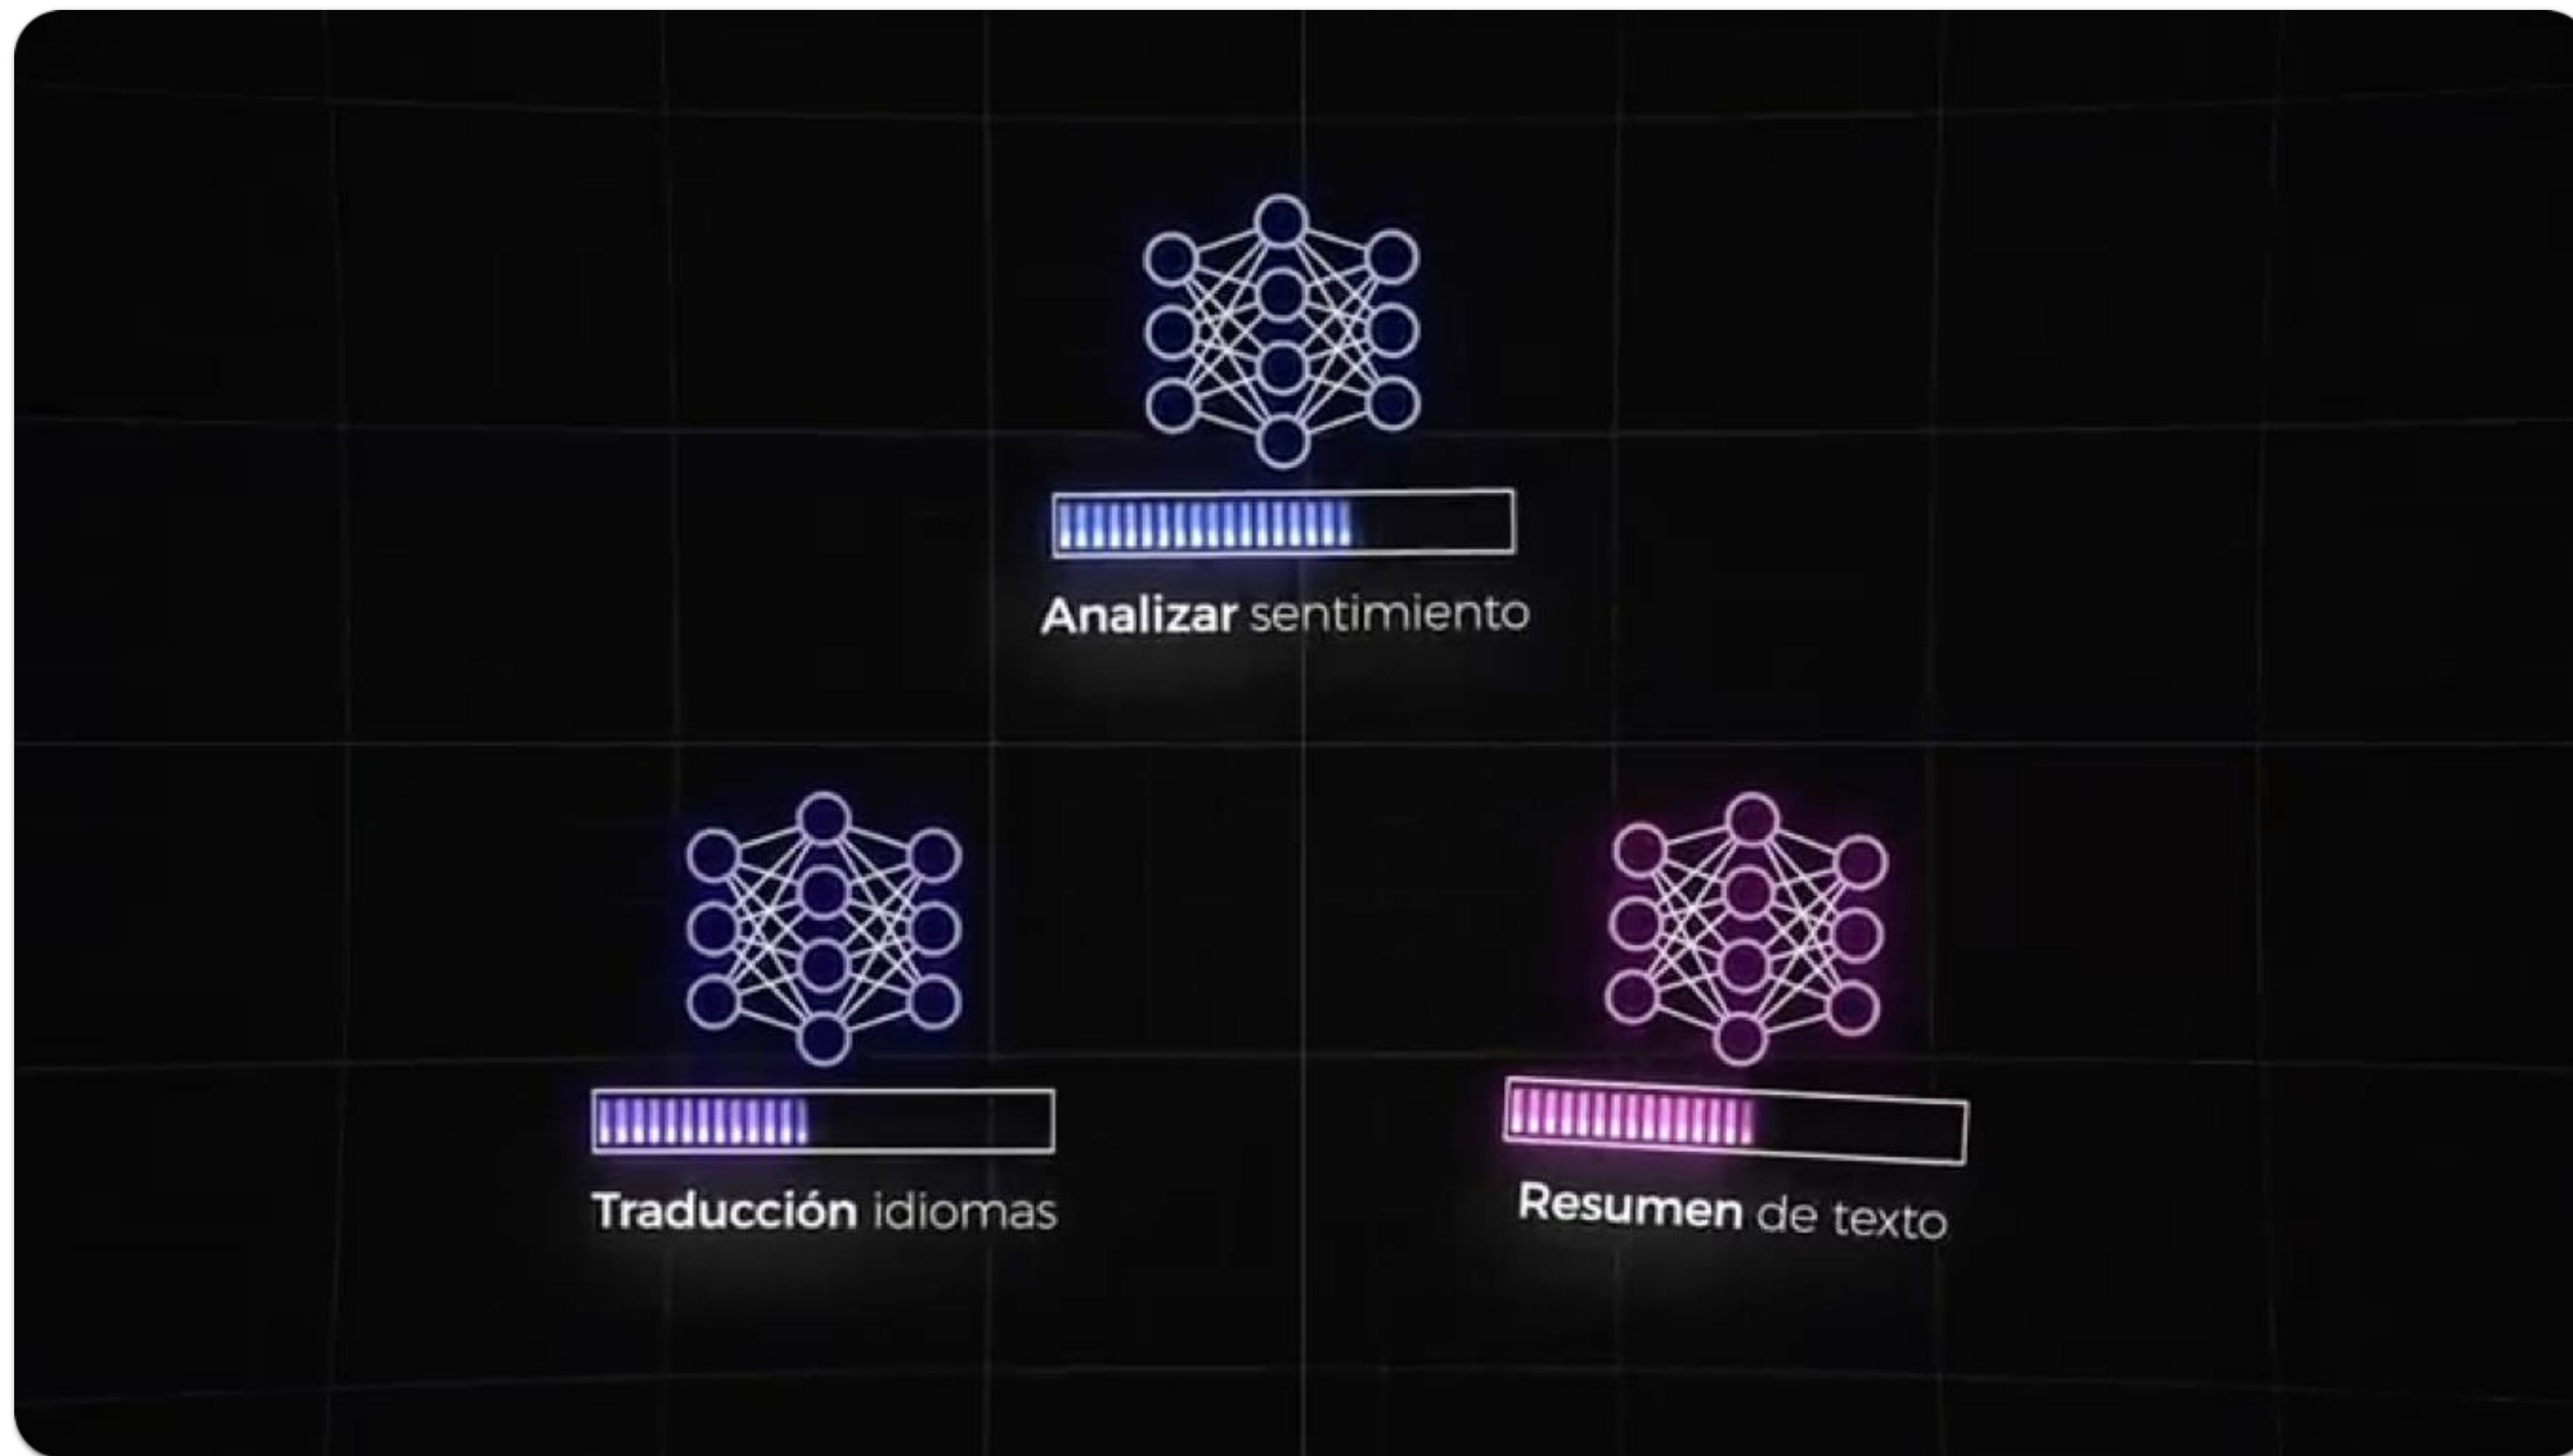 Analizar sentimiento
Traducción idiomas
Resumen de texto